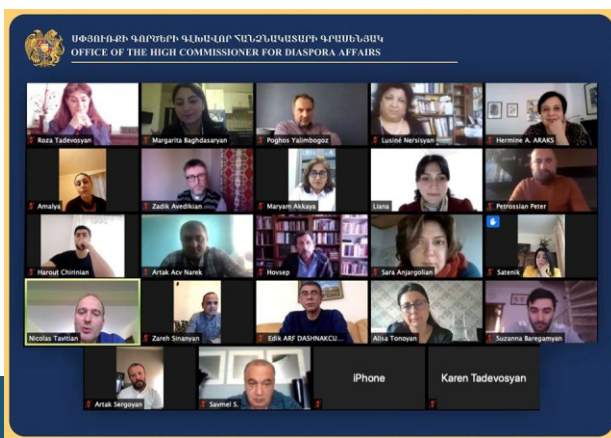 ՍՓՅՈՒՌՔԻ ԳՈՐԾԵՐԻ ԳԼԽԱՎՈՐ ՀԱՆՁՆԱԿԱՏԱՐԻ ԳՐԱՍԵՆՅԱԿ
OFFICE OF THE HIGH COMMISSIONER FOR DIASPORA AFFAIRS
Roza Tadevosyan
Margarita Baghdasaryan
Poghos Yalimbogoz
Lusiné Nersisyan
Hermine A. ARAKS
Amalya
Zadik Avedikian
Maryam Akkaya
Liana
Petrossian Peter
Harout Chirinian
Artak Acv Narek
Hovsep
Sara Anjargolian
Satenik
Nicolas Tavitian
Zareh Sinanyan
Edik ARF DASHNAKCU...
Alisa Tonoyan
Suzanna Baregamyan
Artak Sergoyan
Savmel S.
iPhone
Karen Tadevosyan